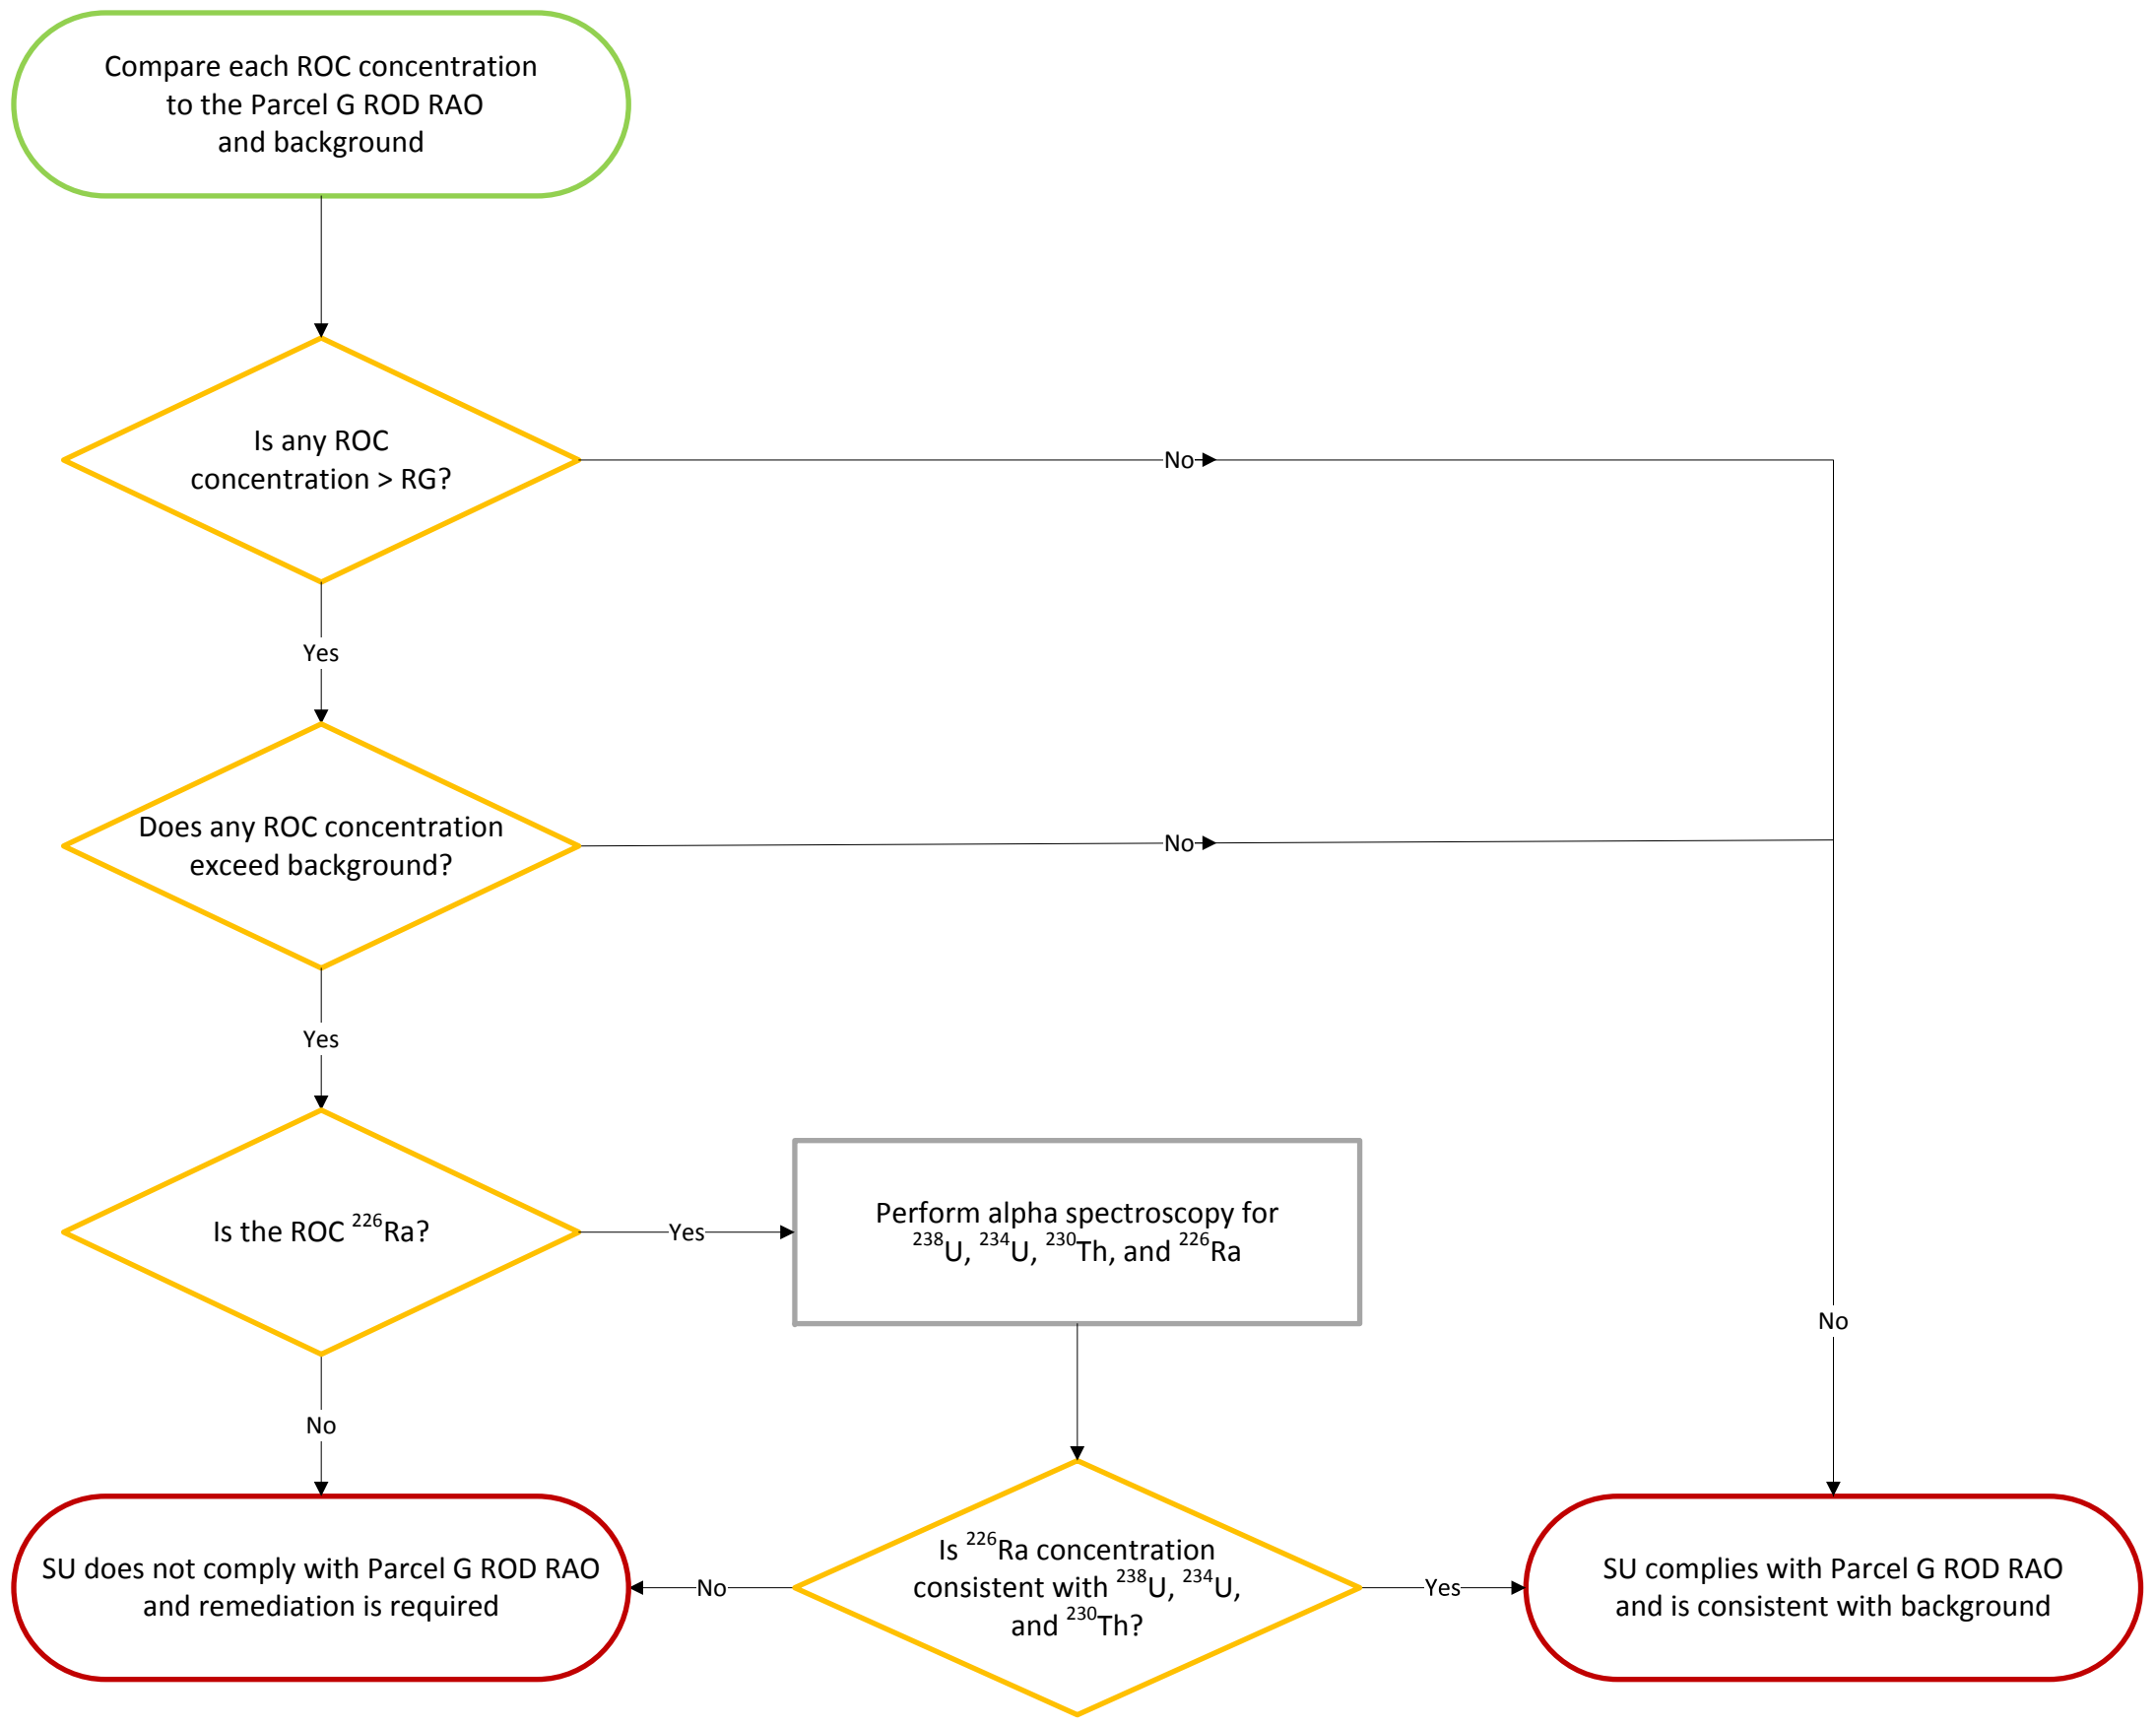 Compare each ROC concentration
to the Parcel G ROD RAO
and background
Is any ROC
concentration > RG?
No
Yes
Does any ROC concentration
exceed background?
No
Yes
Is the ROC ²²⁶Ra?
Yes
Perform alpha spectroscopy for
²³⁸U, ²³⁴U, ²³⁰Th, and ²²⁶Ra
No
No
SU does not comply with Parcel G ROD RAO
and remediation is required
No
Is ²²⁶Ra concentration
consistent with ²³⁸U, ²³⁴U,
and ²³⁰Th?
Yes
SU complies with Parcel G ROD RAO
and is consistent with background